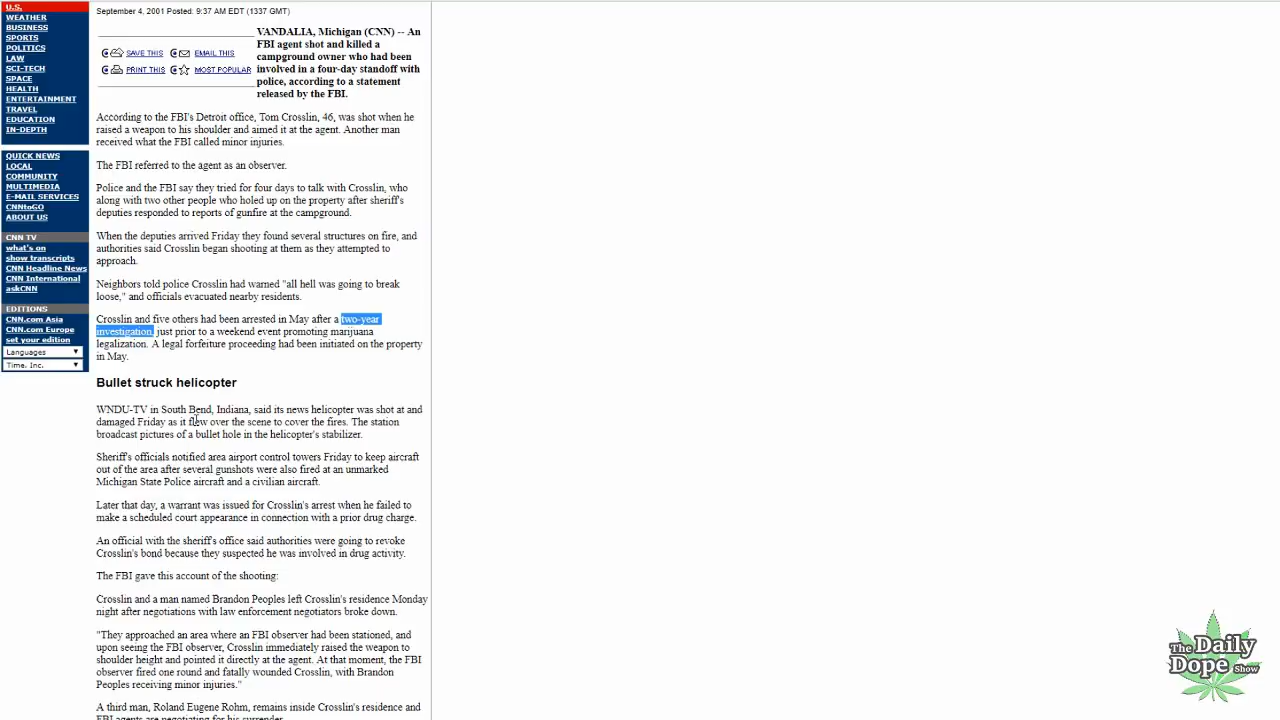 U.S.
WEATHER
BUSINESS
SPORTS
POLITICS
LAW
SCI-TECH
SPACE
HEALTH
ENTERTAINMENT
TRAVEL
EDUCATION
IN-DEPTH
QUICK NEWS
LOCAL
COMMUNITY
MULTIMEDIA
E-MAIL SERVICES
CNNtoGO
ABOUT US
CNN TV
what's on
show transcripts
CNN Headline News
CNN International
askCNN
EDITIONS
CNN.com Asia
CNN.com Europe
set your edition
Languages
Time, Inc.
September 4, 2001 Posted: 9:37 AM EDT (1337 GMT)
SAVE THIS EMAIL THIS
PRINT THIS MOST POPULAR
VANDALIA, Michigan (CNN) -- An
FBI agent shot and killed a
campground owner who had been
involved in a four-day standoff with
police, according to a statement
released by the FBI.
According to the FBI's Detroit office, Tom Crosslin, 46, was shot when he
raised a weapon to his shoulder and aimed it at the agent. Another man
received what the FBI called minor injuries.
The FBI referred to the agent as an observer.
Police and the FBI say they tried for four days to talk with Crosslin, who
along with two other people who holed up on the property after sheriff's
deputies responded to reports of gunfire at the campground.
When the deputies arrived Friday they found several structures on fire, and
authorities said Crosslin began shooting at them as they attempted to
approach.
Neighbors told police Crosslin had warned "all hell was going to break
loose," and officials evacuated nearby residents.
Crosslin and five others had been arrested in May after a two-year
investigation, just prior to a weekend event promoting marijuana
legalization. A legal forfeiture proceeding had been initiated on the property
in May.
Bullet struck helicopter
WNDU-TV in South Bend, Indiana, said its news helicopter was shot at and
damaged Friday as it flew over the scene to cover the fires. The station
broadcast pictures of a bullet hole in the helicopter's stabilizer.
Sheriff's officials notified area airport control towers Friday to keep aircraft
out of the area after several gunshots were also fired at an unmarked
Michigan State Police aircraft and a civilian aircraft.
Later that day, a warrant was issued for Crosslin's arrest when he failed to
make a scheduled court appearance in connection with a prior drug charge.
An official with the sheriff's office said authorities were going to revoke
Crosslin's bond because they suspected he was involved in drug activity.
The FBI gave this account of the shooting:
Crosslin and a man named Brandon Peoples left Crosslin's residence Monday
night after negotiations with law enforcement negotiators broke down.
"They approached an area where an FBI observer had been stationed, and
upon seeing the FBI observer, Crosslin immediately raised the weapon to
shoulder height and pointed it directly at the agent. At that moment, the FBI
observer fired one round and fatally wounded Crosslin, with Brandon
Peoples receiving minor injuries."
A third man, Roland Eugene Rohm, remains inside Crosslin's residence and
FBI agents are negotiating for his surrender.
The Daily
Dope Show